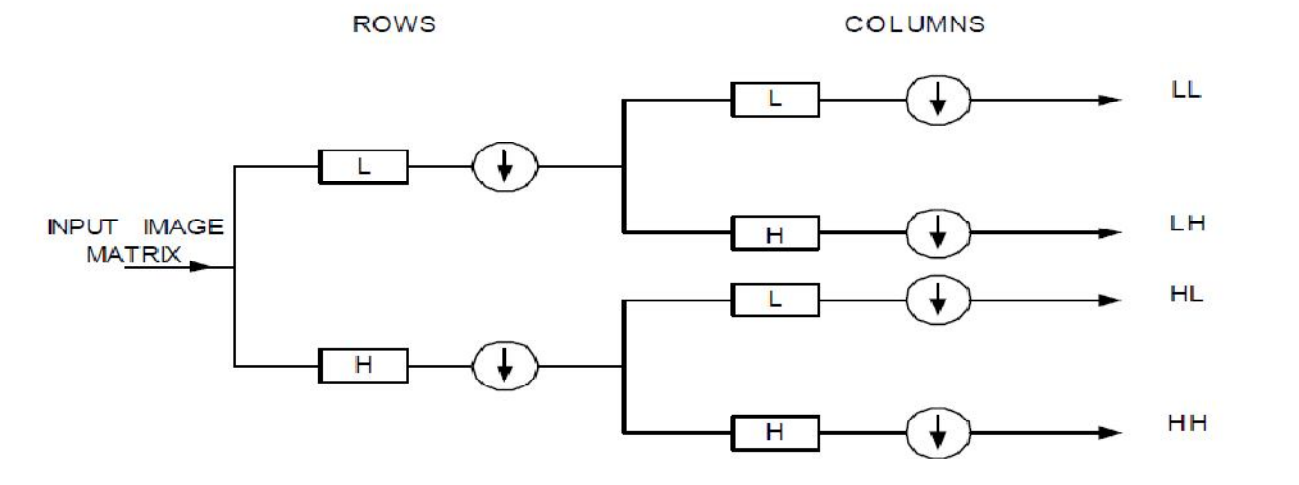 ROWS COLUMNS
L LL
L
INPUT IMAGE
MATRIX
H LH
L HL
H
H HH